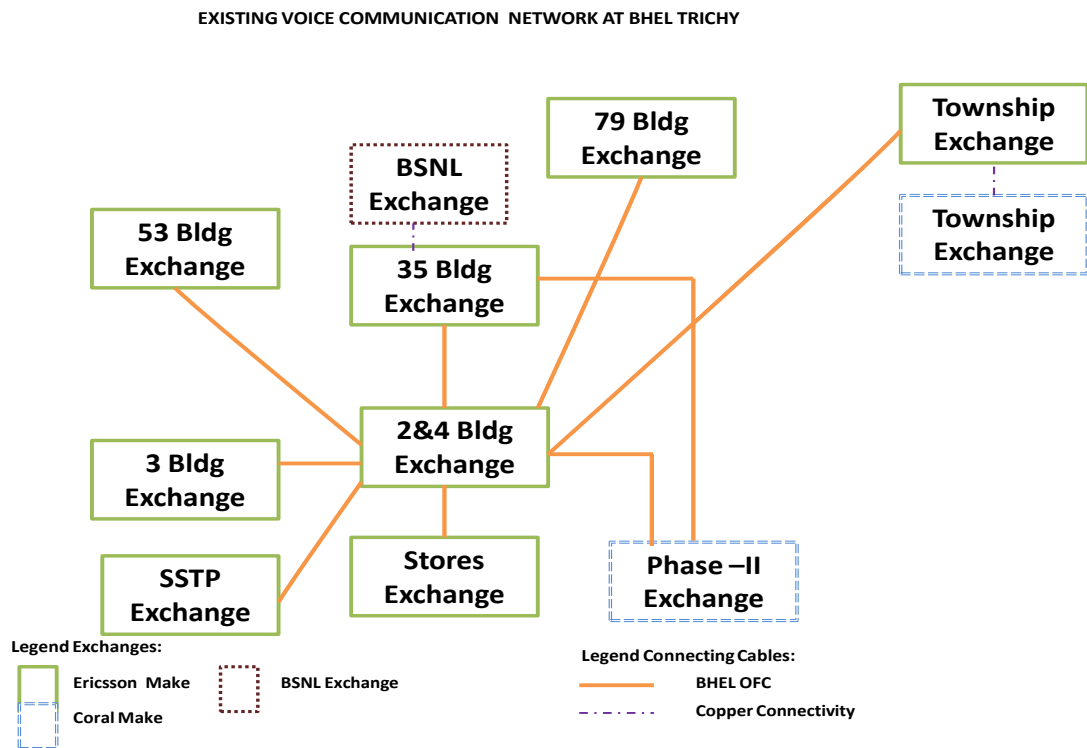 EXISTING VOICE COMMUNICATION  NETWORK AT BHEL TRICHY
79 Bldg
Exchange
Township
Exchange
BSNL
Exchange
Township
Exchange
53 Bldg
Exchange
35 Bldg
Exchange
2&4 Bldg
Exchange
3 Bldg
Exchange
Stores
Exchange
Phase –II
Exchange
SSTP
Exchange
Legend Exchanges:
Ericsson  Make
BSNL Exchange
Coral Make
Legend Connecting Cables:
BHEL OFC
Copper Connectivity